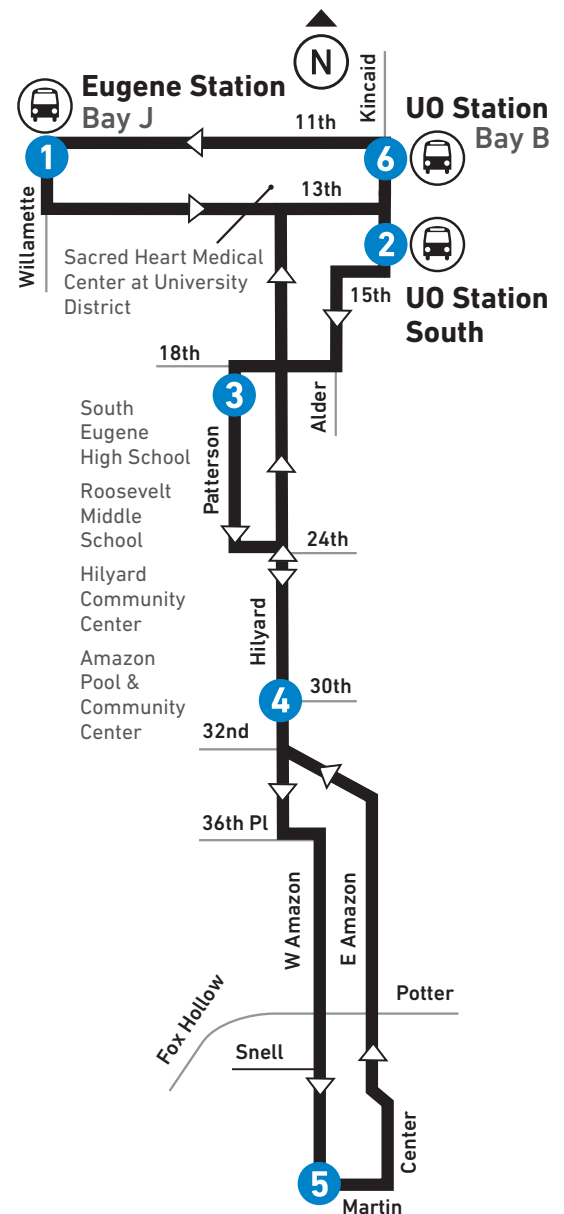 N
Eugene Station
Bay J
Kincaid
UO Station
Bay B
11th
1
6
13th
Willamette
Sacred Heart Medical
Center at University
District
2
15th
UO Station
South
18th
3
Alder
Patterson
South
Eugene
High School
Roosevelt
Middle
School
24th
Hilyard
Community
Center
Hilyard
Amazon
Pool &
Community
Center
4
30th
32nd
36th Pl
W Amazon
E Amazon
Potter
Fox Hollow
Snell
Center
5
Martin